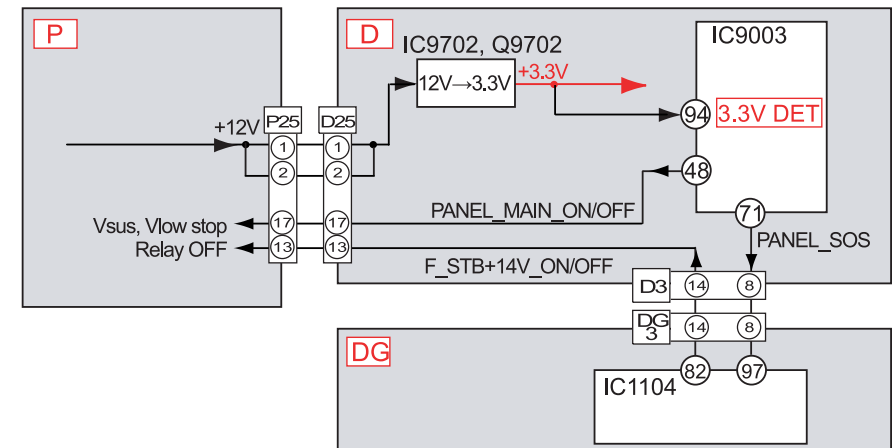 P
D
IC9702, Q9702
IC9003
12V→3.3V
+3.3V
94
3.3V DET
+12V
P25
D25
1
1
2
2
48
Vsus, Vlow stop
17
17
PANEL_MAIN_ON/OFF
71
Relay OFF
13
13
PANEL_SOS
F_STB+14V_ON/OFF
D3
14
8
DG
3
14
8
DG
82
97
IC1104